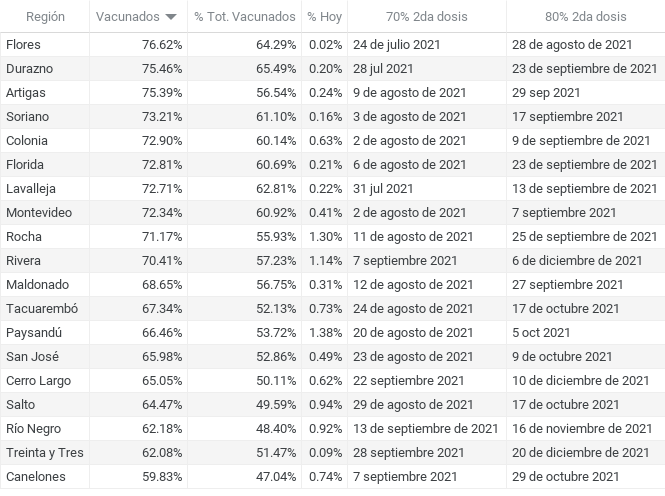 Región Vacunados % Tot. Vacunados % Hoy 70% 2da dosis 80% 2da dosis
Flores 76.62% 64.29% 0.02% 24 de julio 2021 28 de agosto de 2021
Durazno 75.46% 65.49% 0.20% 28 jul 2021 23 de septiembre de 2021
Artigas 75.39% 56.54% 0.24% 9 de agosto de 2021 29 sep 2021
Soriano 73.21% 61.10% 0.16% 3 de agosto de 2021 17 septiembre 2021
Colonia 72.90% 60.14% 0.63% 2 de agosto de 2021 9 de septiembre de 2021
Florida 72.81% 60.69% 0.21% 6 de agosto de 2021 23 de septiembre de 2021
Lavalleja 72.71% 62.81% 0.22% 31 jul 2021 13 de septiembre de 2021
Montevideo 72.34% 60.92% 0.41% 2 de agosto de 2021 7 septiembre 2021
Rocha 71.17% 55.93% 1.30% 11 de agosto de 2021 25 de septiembre de 2021
Rivera 70.41% 57.23% 1.14% 7 septiembre 2021 6 de diciembre de 2021
Maldonado 68.65% 56.75% 0.31% 12 de agosto de 2021 27 septiembre 2021
Tacuarembó 67.34% 52.13% 0.73% 24 de agosto de 2021 17 de octubre 2021
Paysandú 66.46% 53.72% 1.38% 20 de agosto de 2021 5 oct 2021
San José 65.98% 52.86% 0.49% 23 de agosto de 2021 9 de octubre 2021
Cerro Largo 65.05% 50.11% 0.62% 22 septiembre 2021 10 de diciembre de 2021
Salto 64.47% 49.59% 0.94% 29 de agosto de 2021 17 de octubre 2021
Río Negro 62.18% 48.40% 0.92% 13 de septiembre de 2021 16 de noviembre de 2021
Treinta y Tres 62.08% 51.47% 0.09% 28 septiembre 2021 20 de diciembre de 2021
Canelones 59.83% 47.04% 0.74% 7 septiembre 2021 29 de octubre 2021